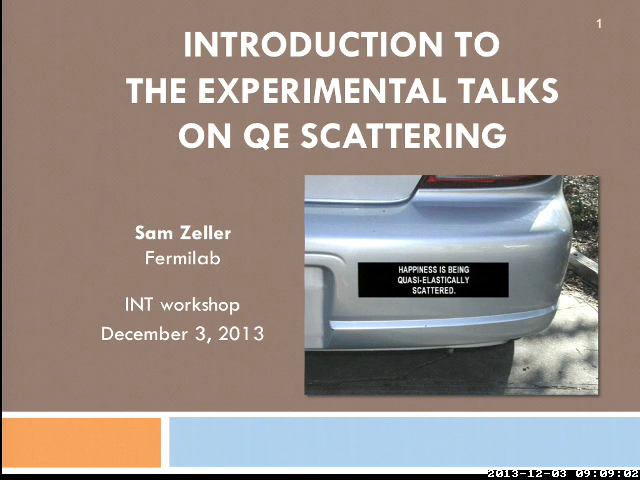 1
INTRODUCTION TO
THE EXPERIMENTAL TALKS
ON QE SCATTERING
Sam Zeller
Fermilab
INT workshop
December 3, 2013
HAPPINESS IS BEING
QUASI-ELASTICALLY
SCATTERED.
2013-12-03 09:09:02